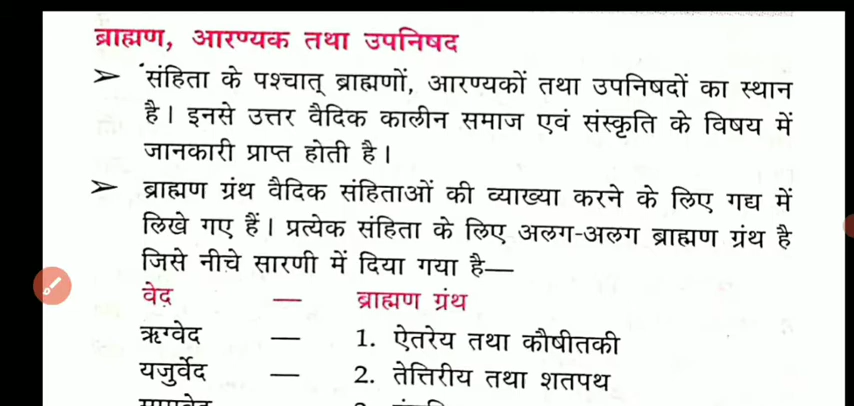 ब्राह्मण, आरण्यक तथा उपनिषद
➢ संहिता के पश्चात् ब्राह्मणों, आरण्यकों तथा उपनिषदों का स्थान
है। इनसे उत्तर वैदिक कालीन समाज एवं संस्कृति के विषय में
जानकारी प्राप्त होती है।
➢ ब्राह्मण ग्रंथ वैदिक संहिताओं की व्याख्या करने के लिए गद्य में
लिखे गए हैं। प्रत्येक संहिता के लिए अलग-अलग ब्राह्मण ग्रंथ है
जिसे नीचे सारणी में दिया गया है—
वेद — ब्राह्मण ग्रंथ
ऋग्वेद — 1. ऐतरेय तथा कौषीतकी
यजुर्वेद — 2. तेत्तिरीय तथा शतपथ